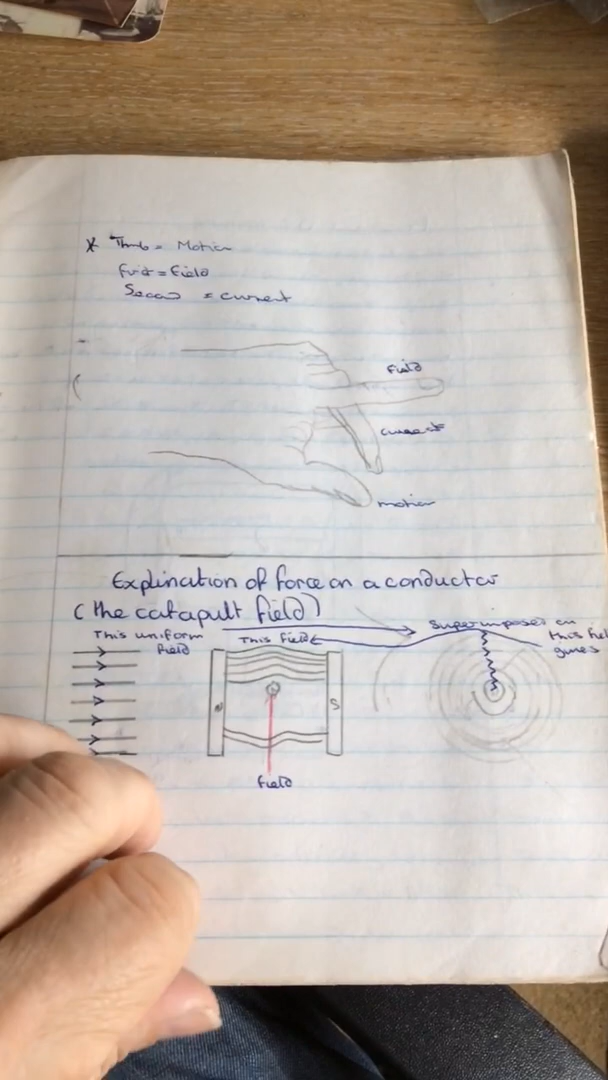 * Thumb = Motion
First = Field
Second = current
Field
current
motion
Explination of force on a conductor
(the catapult field)
This uniform field
This field
superimposed on
this field
gives
N
S
field